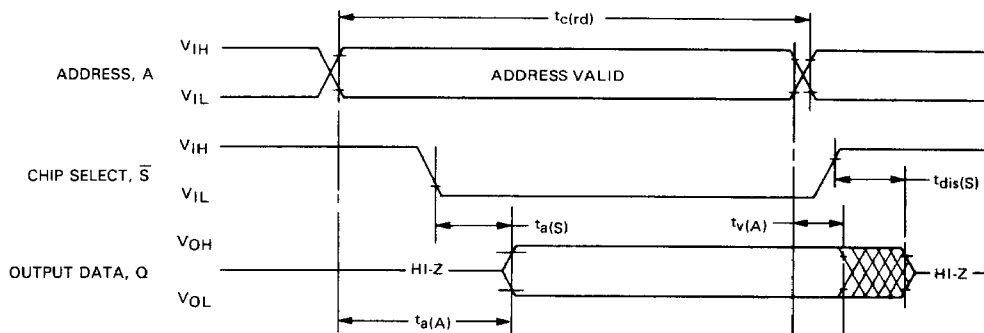 tc(rd)
VIH
ADDRESS, A
ADDRESS VALID
VIL
VIH
CHIP SELECT, S̅
VIL
tdis(S)
ta(S)
tv(A)
VOH
OUTPUT DATA, Q
HI-Z
HI-Z
VOL
ta(A)